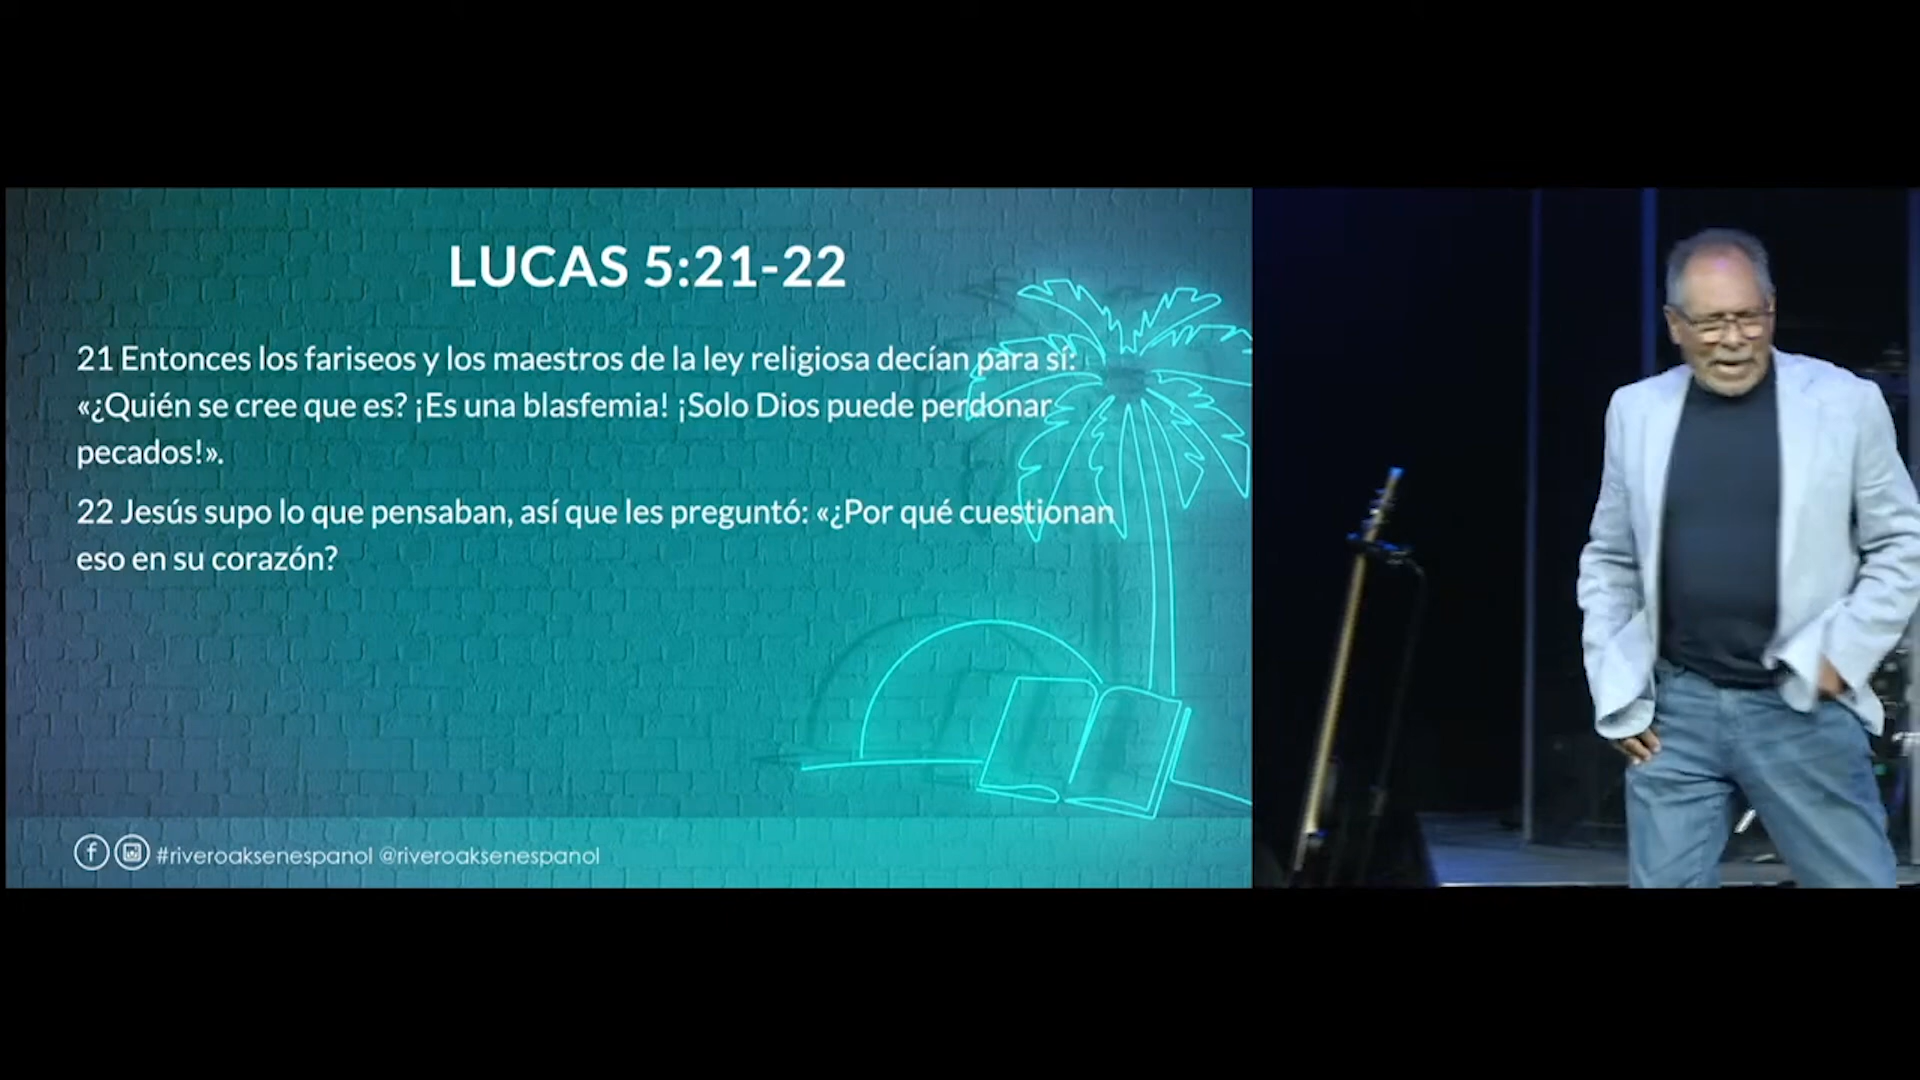 LUCAS 5:21-22
21 Entonces los fariseos y los maestros de la ley religiosa decían para sí:
«¿Quién se cree que es? ¡Es una blasfemia! ¡Solo Dios puede perdonar
pecados!».
22 Jesús supo lo que pensaban, así que les preguntó: «¿Por qué cuestionan
eso en su corazón?
#riveroaksenespanol @riveroaksenespanol